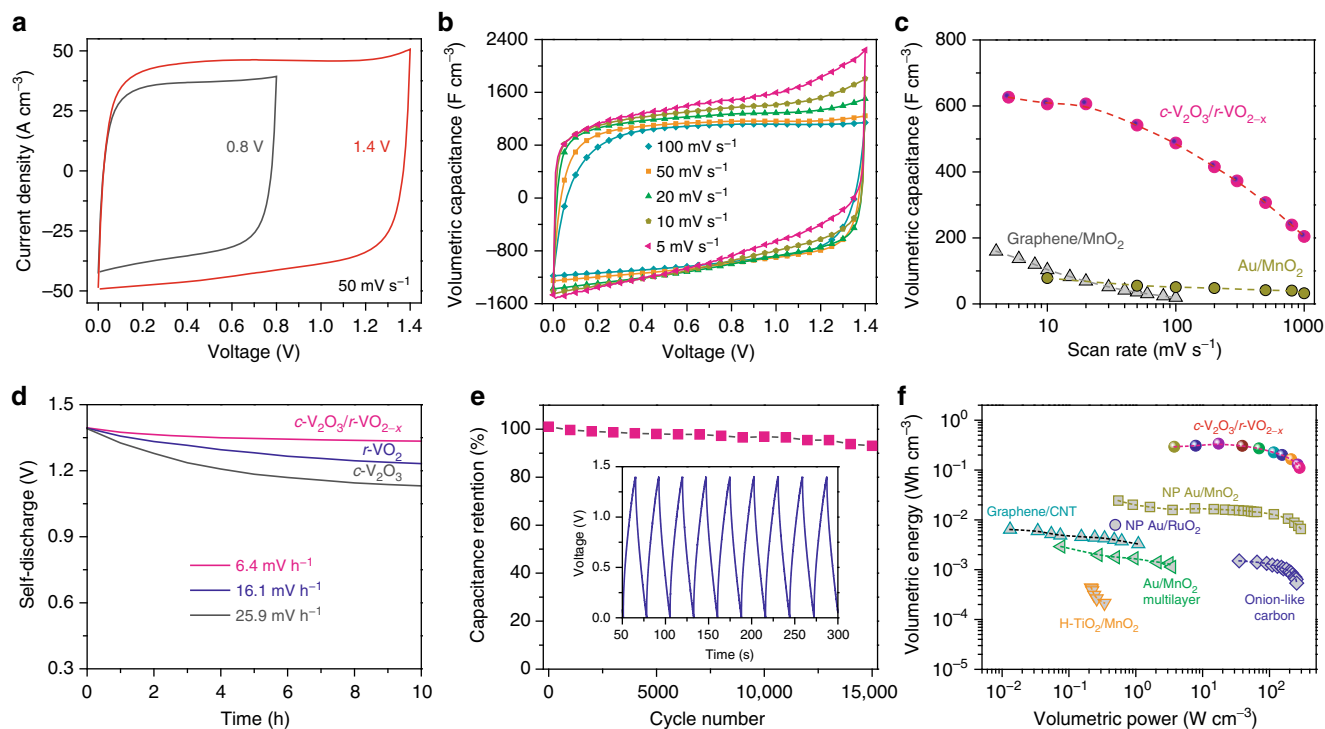 a
50
25
0
−25
−50
Current density (A cm⁻³)
0.8 V
1.4 V
50 mV s⁻¹
0.0 0.2 0.4 0.6 0.8 1.0 1.2 1.4
Voltage (V)
b
2400
1600
800
0
−800
−1600
Volumetric capacitance (F cm⁻³)
100 mV s⁻¹
50 mV s⁻¹
20 mV s⁻¹
10 mV s⁻¹
5 mV s⁻¹
0.0 0.2 0.4 0.6 0.8 1.0 1.2 1.4
Voltage (V)
c
800
600
400
200
0
Volumetric capacitance (F cm⁻³)
c-V₂O₃/r-VO₂₋ₓ
Graphene/MnO₂
Au/MnO₂
10 100 1000
Scan rate (mV s⁻¹)
d
1.5
1.2
0.9
0.6
0.3
Self-discharge (V)
c-V₂O₃/r-VO₂₋ₓ
r-VO₂
c-V₂O₃
6.4 mV h⁻¹
16.1 mV h⁻¹
25.9 mV h⁻¹
0 2 4 6 8 10
Time (h)
e
120
100
80
60
40
20
0
Capacitance retention (%)
1.5
1.0
0.5
0.0
Voltage (V)
50 100 150 200 250 300
Time (s)
0 5000 10,000 15,000
Cycle number
f
10⁰
10⁻¹
10⁻²
10⁻³
10⁻⁴
10⁻⁵
Volumetric energy (Wh cm⁻³)
c-V₂O₃/r-VO₂₋ₓ
NP Au/MnO₂
Graphene/CNT
NP Au/RuO₂
Au/MnO₂
multilayer
Onion-like
carbon
H-TiO₂/MnO₂
10⁻² 10⁻¹ 10⁰ 10¹ 10²
Volumetric power (W cm⁻³)